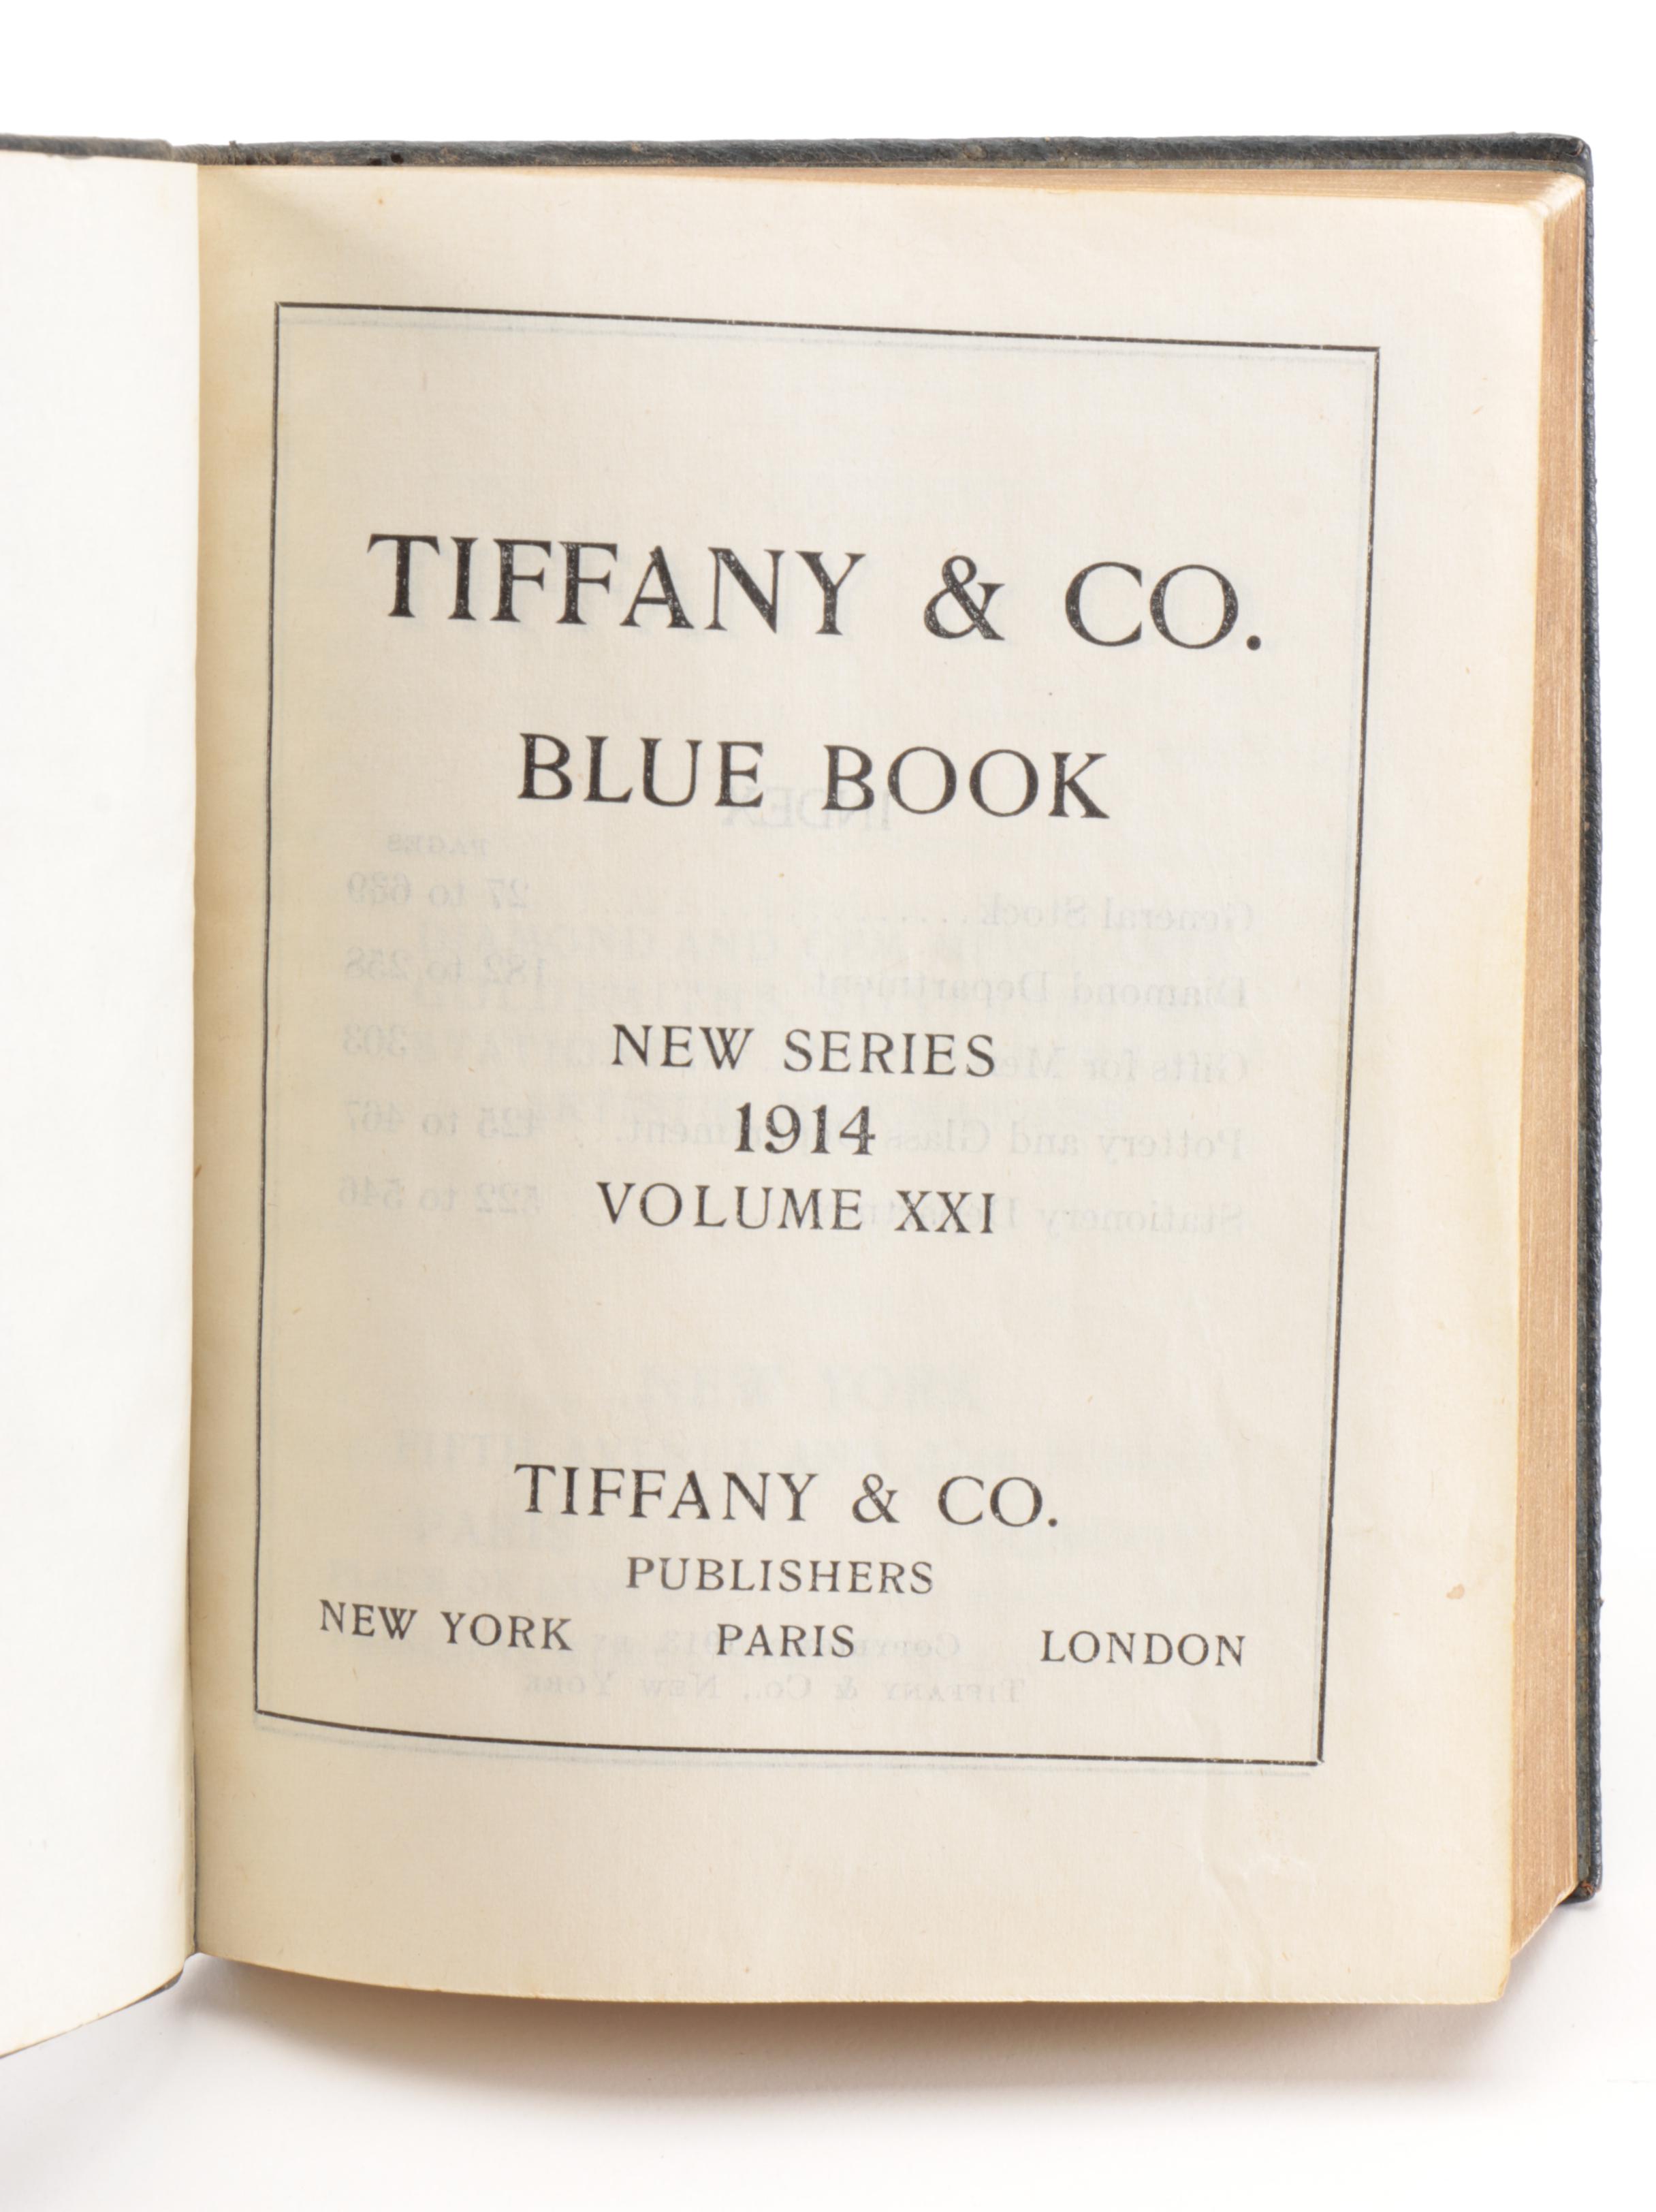 TIFFANY & CO.
BLUE BOOK
NEW SERIES
1914
VOLUME XXI
TIFFANY & CO.
PUBLISHERS
NEW YORK PARIS LONDON